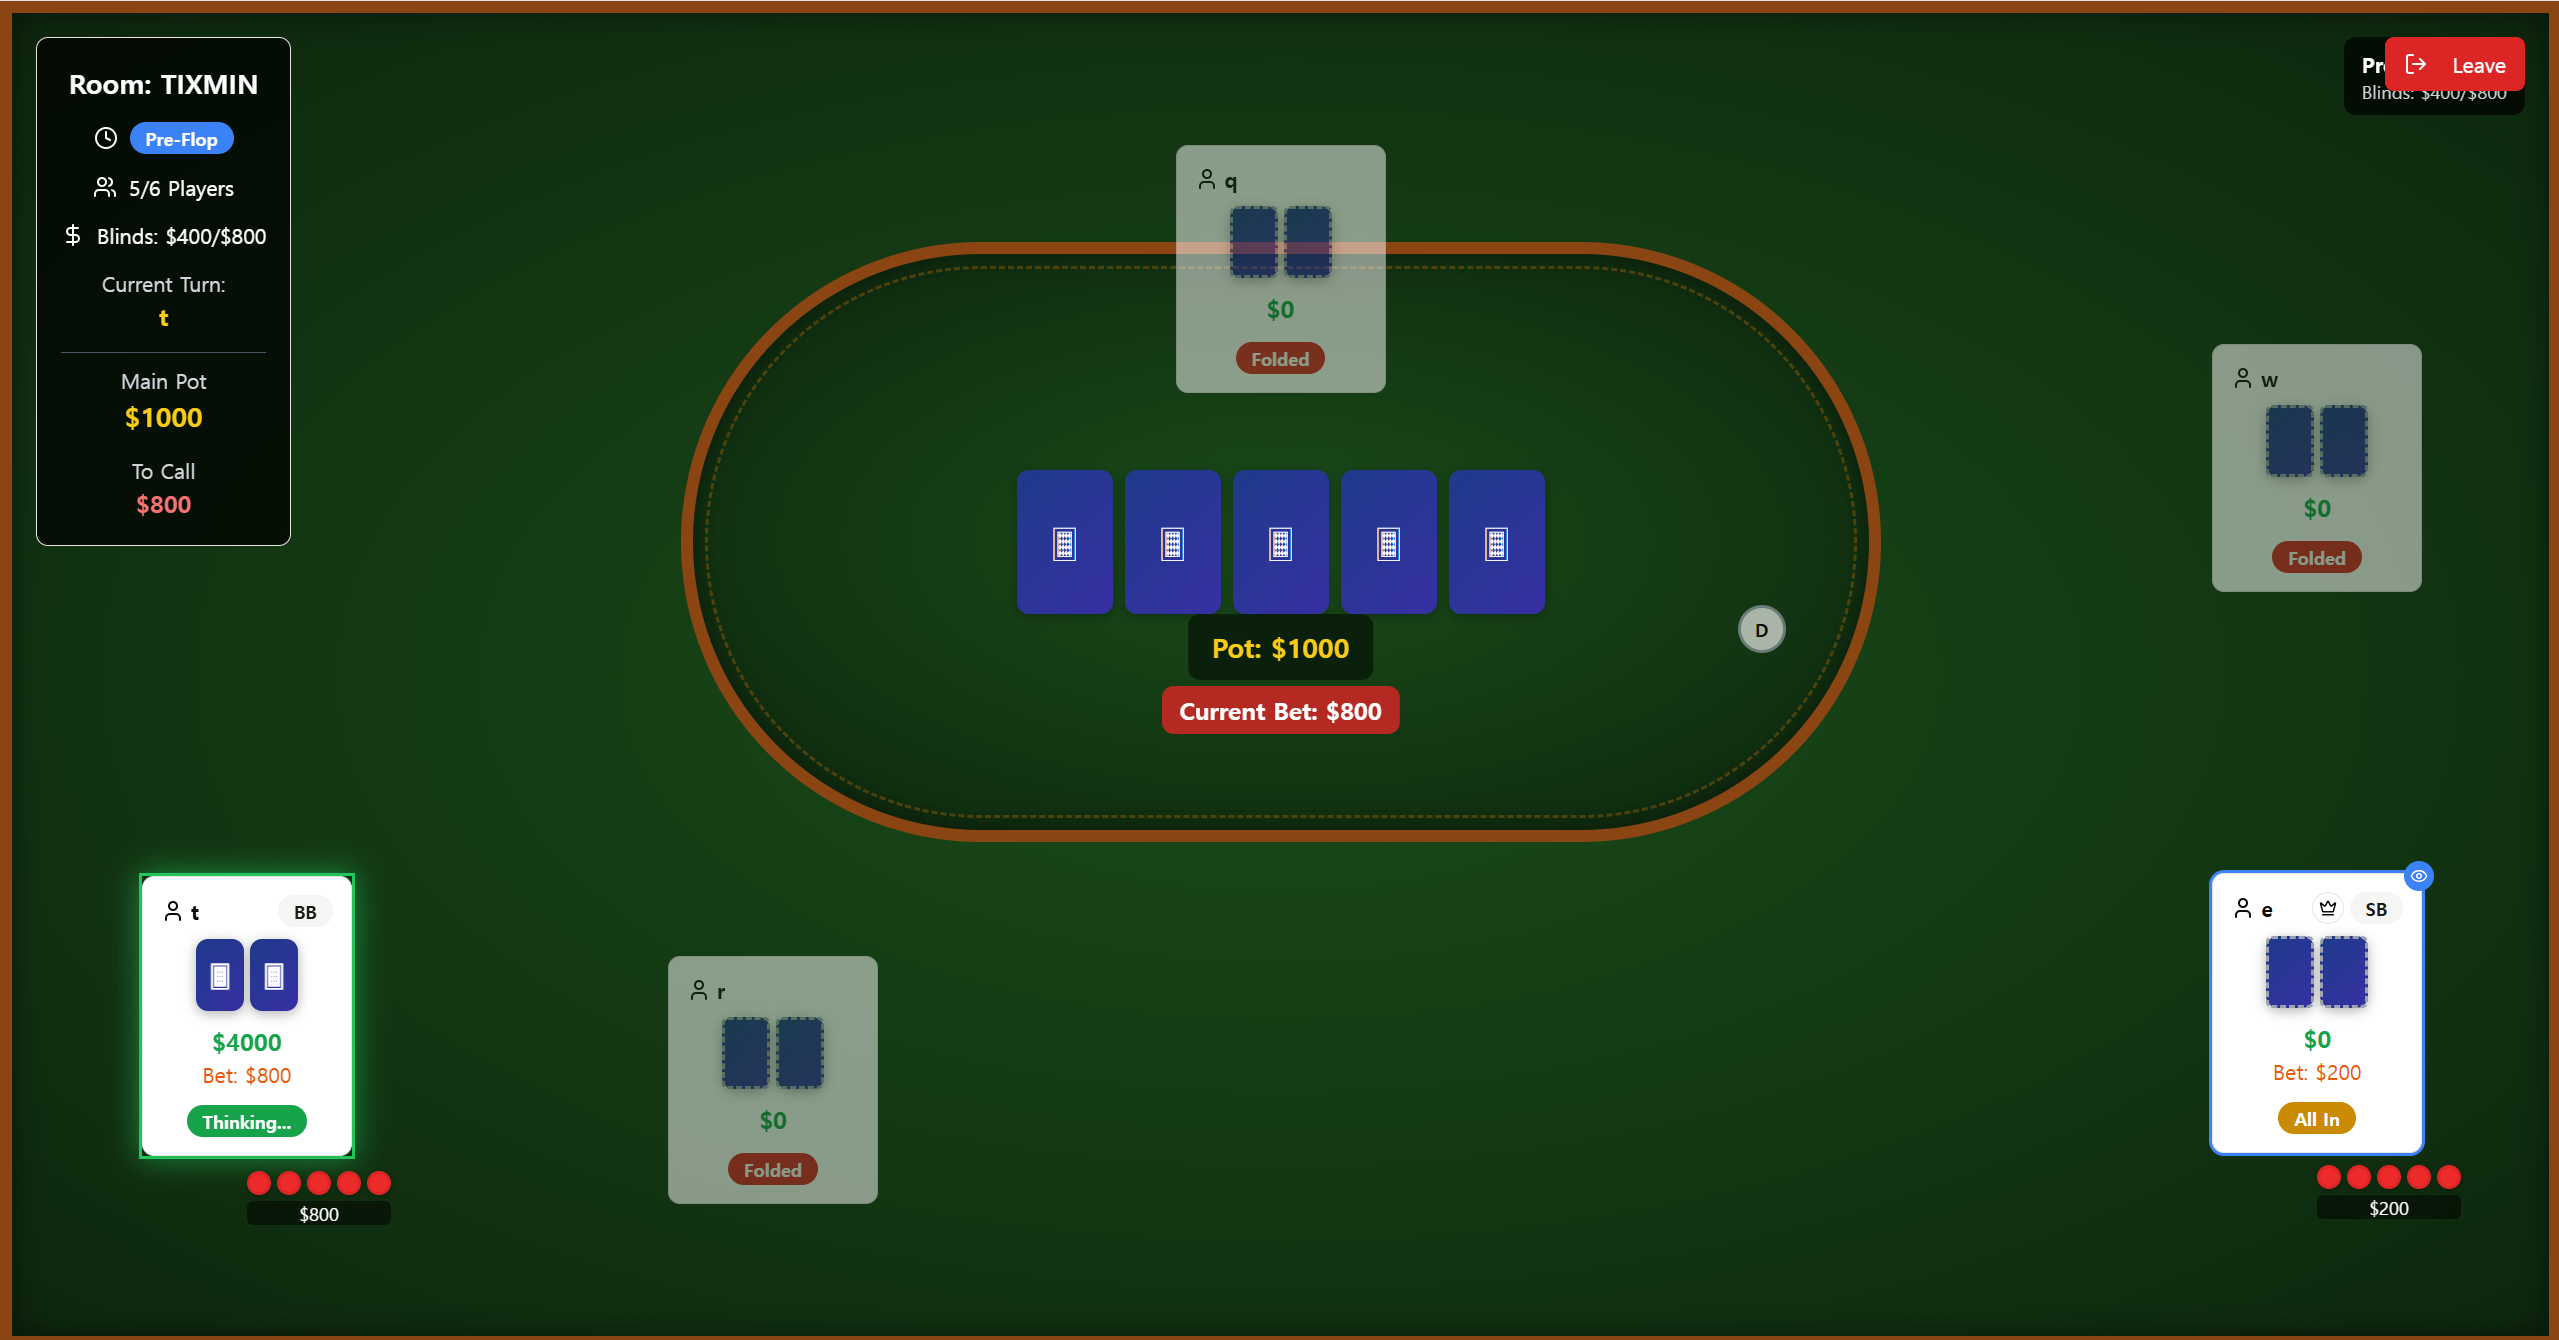 Room: TIXMIN
Pre-Flop
5/6 Players
Blinds: $400/$800
Current Turn:
t
Main Pot
$1000
To Call
$800
Leave
Blinds: $400/$800
q
$0
Folded
w
$0
Folded
D
Pot: $1000
Current Bet: $800
t BB
$4000
Bet: $800
Thinking...
$800
r
$0
Folded
e SB
$0
Bet: $200
All In
$200